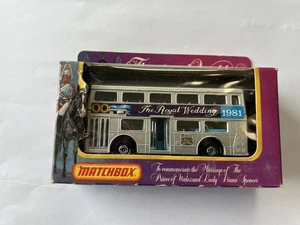 The Royal Wedding 1981
MATCHBOX
To commemorate the Marriage of The
Prince of Wales and Lady Diana Spencer